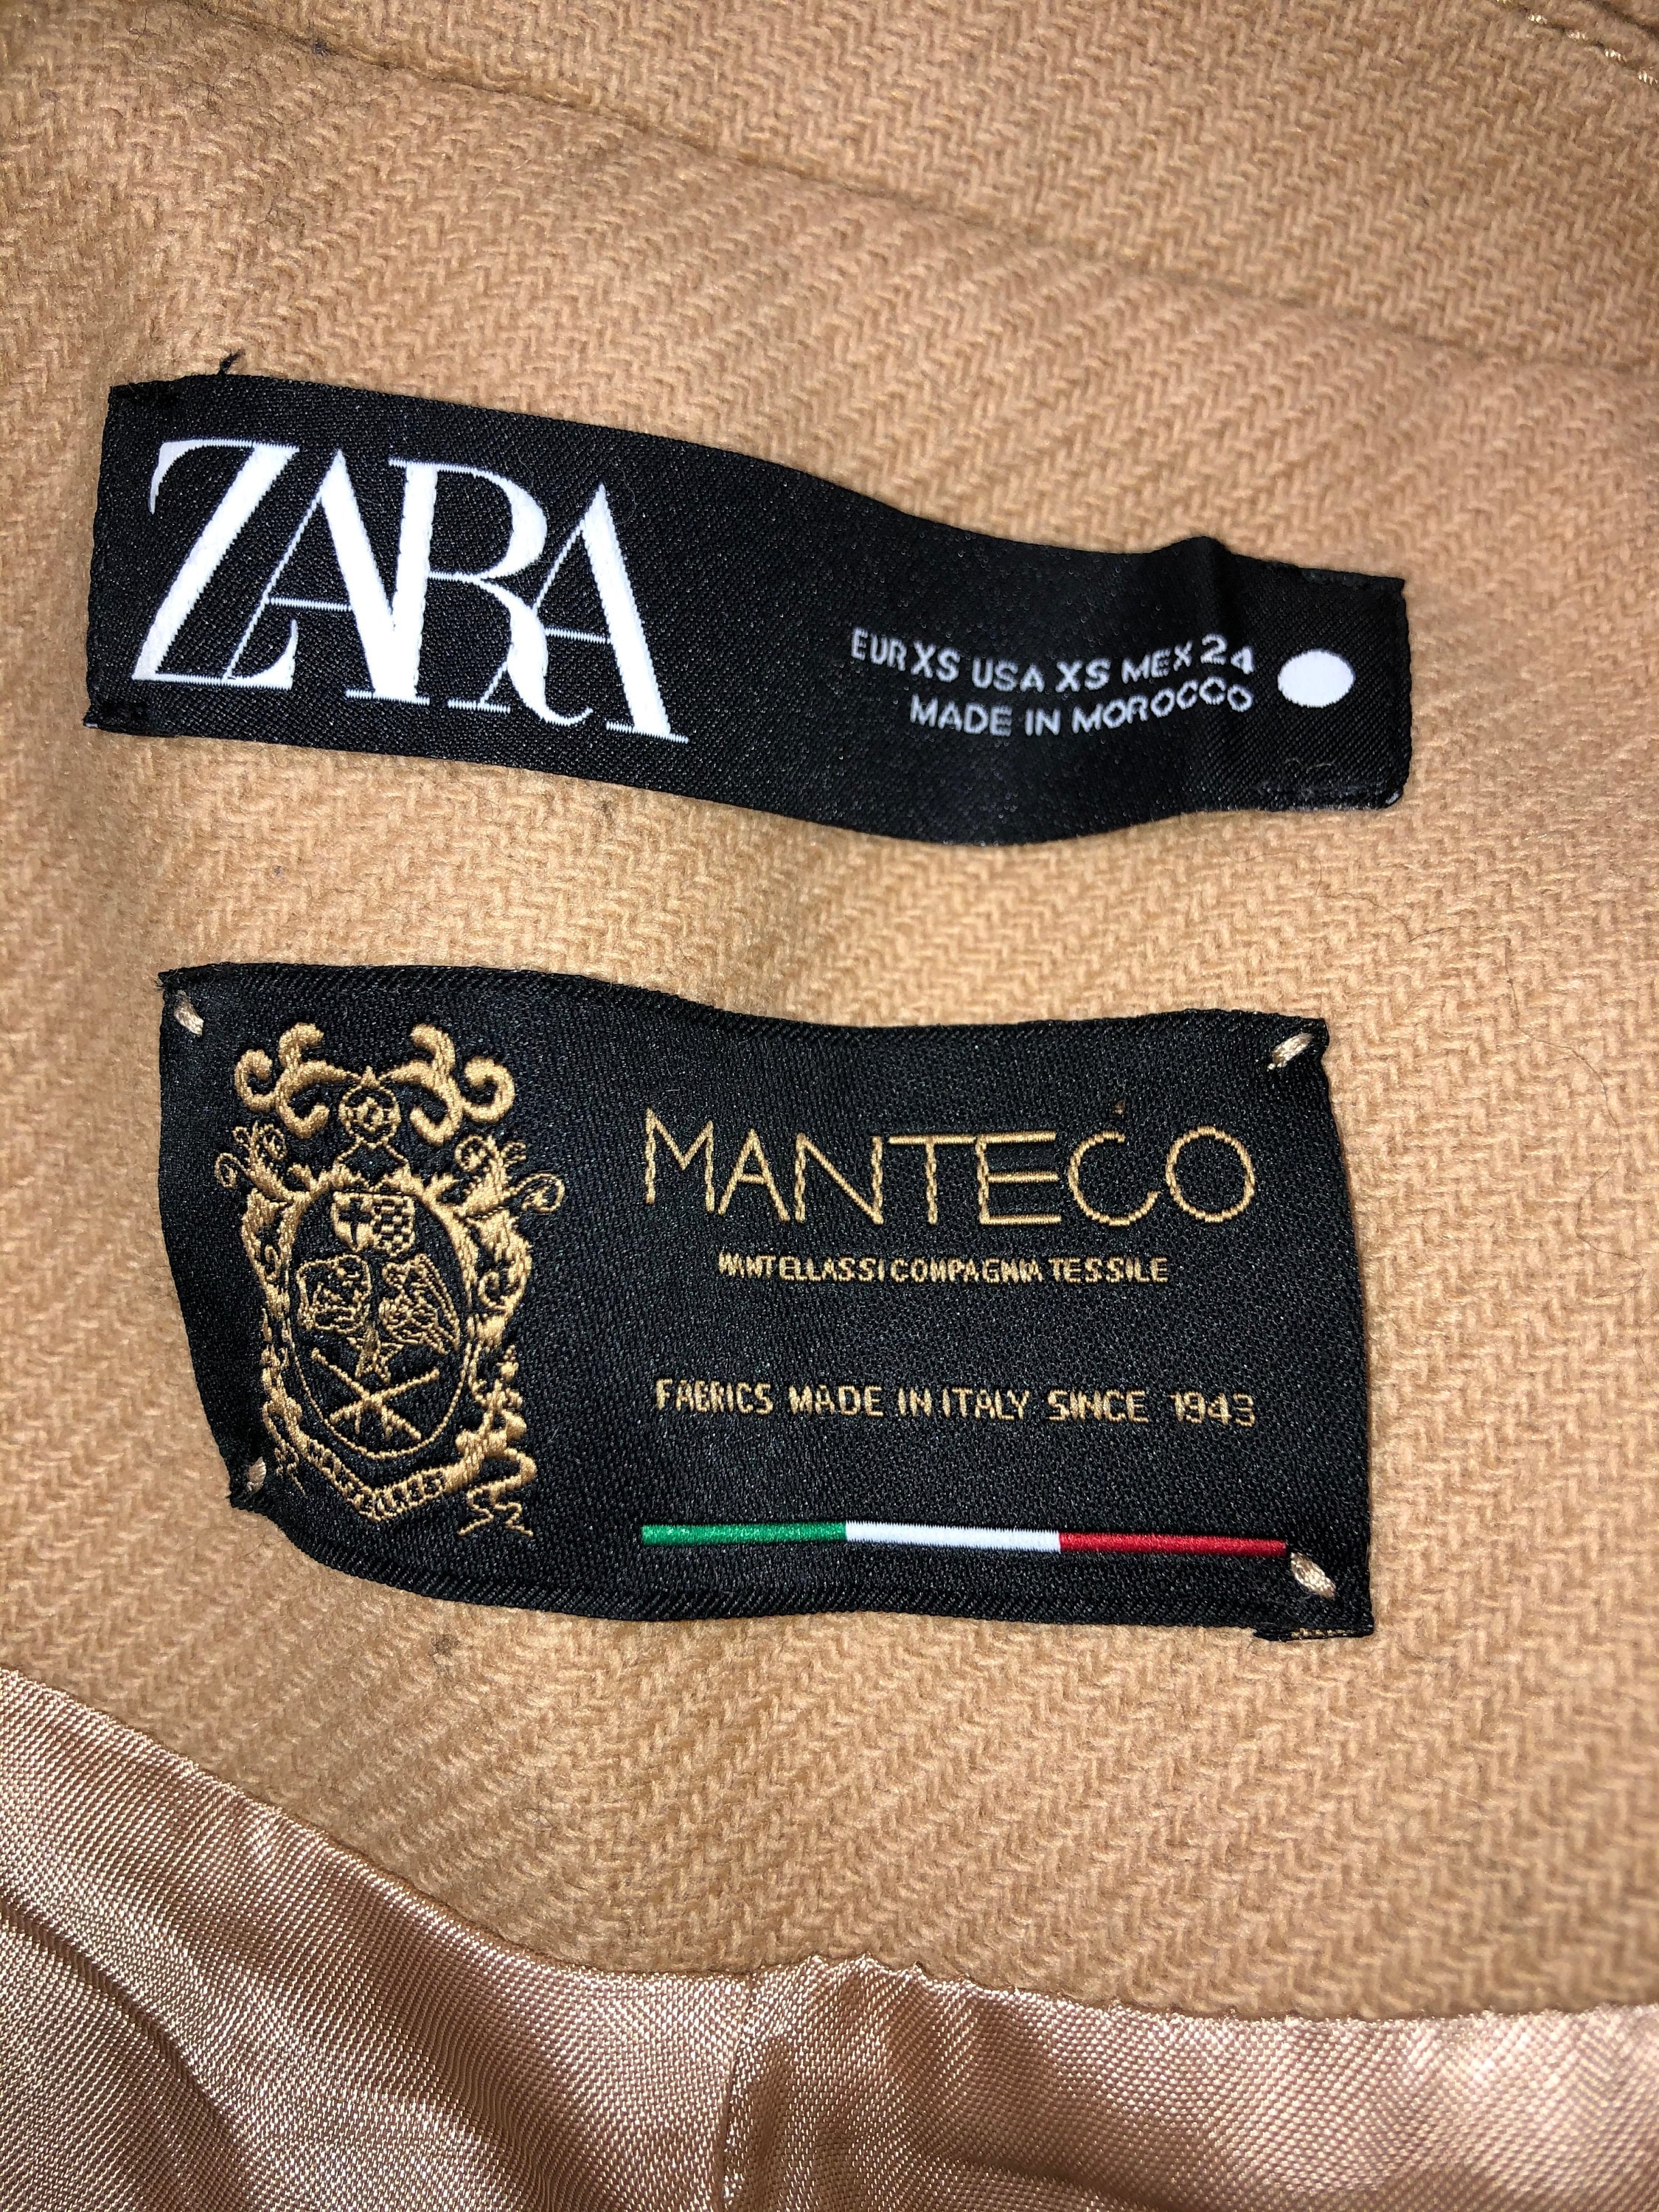 ZARA
EUR XS USA XS MEX 24
MADE IN MOROCCO
MANTECO
MANTELLASSI COMPAGNIA TESSILE
FABRICS MADE IN ITALY SINCE 1943